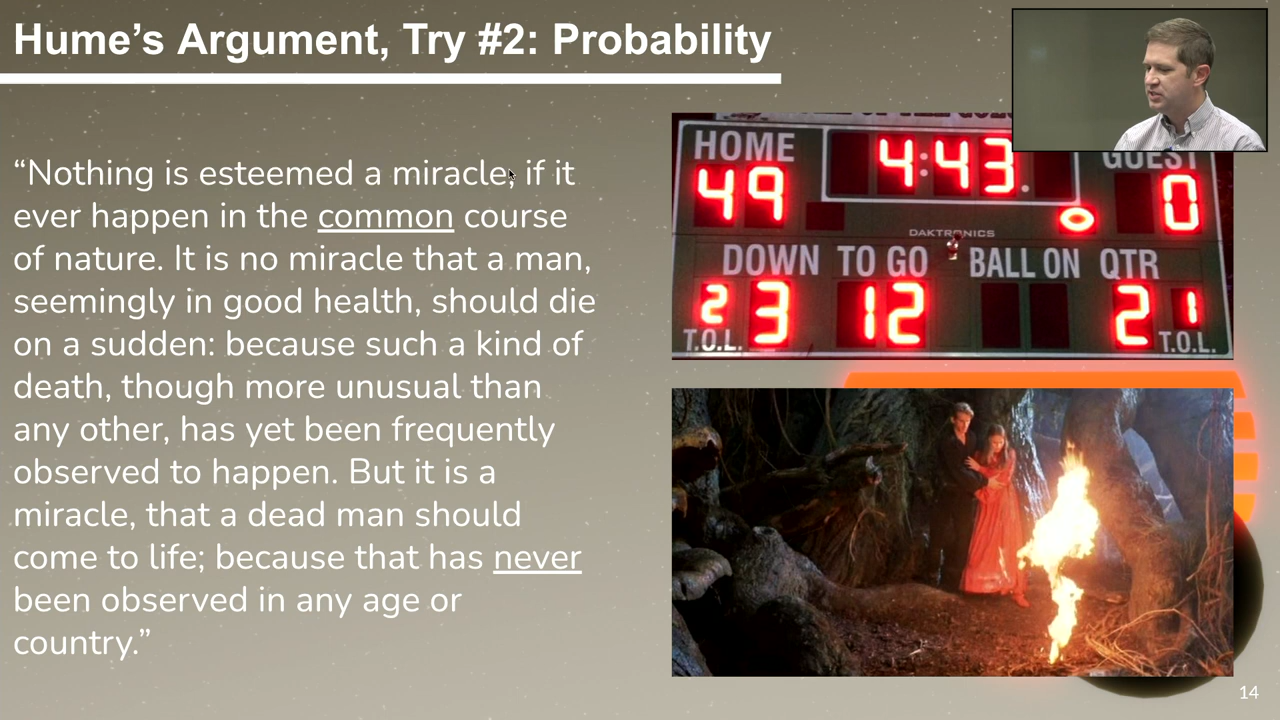 Hume’s Argument, Try #2: Probability
“Nothing is esteemed a miracle, if it
ever happen in the common course
of nature. It is no miracle that a man,
seemingly in good health, should die
on a sudden: because such a kind of
death, though more unusual than
any other, has yet been frequently
observed to happen. But it is a
miracle, that a dead man should
come to life; because that has never
been observed in any age or
country.”
HOME
4:43.
GUEST
49
0
DAKTRONICS
DOWN TO GO BALL ON QTR
2 3 12 2 1
T.O.L. T.O.L.
14